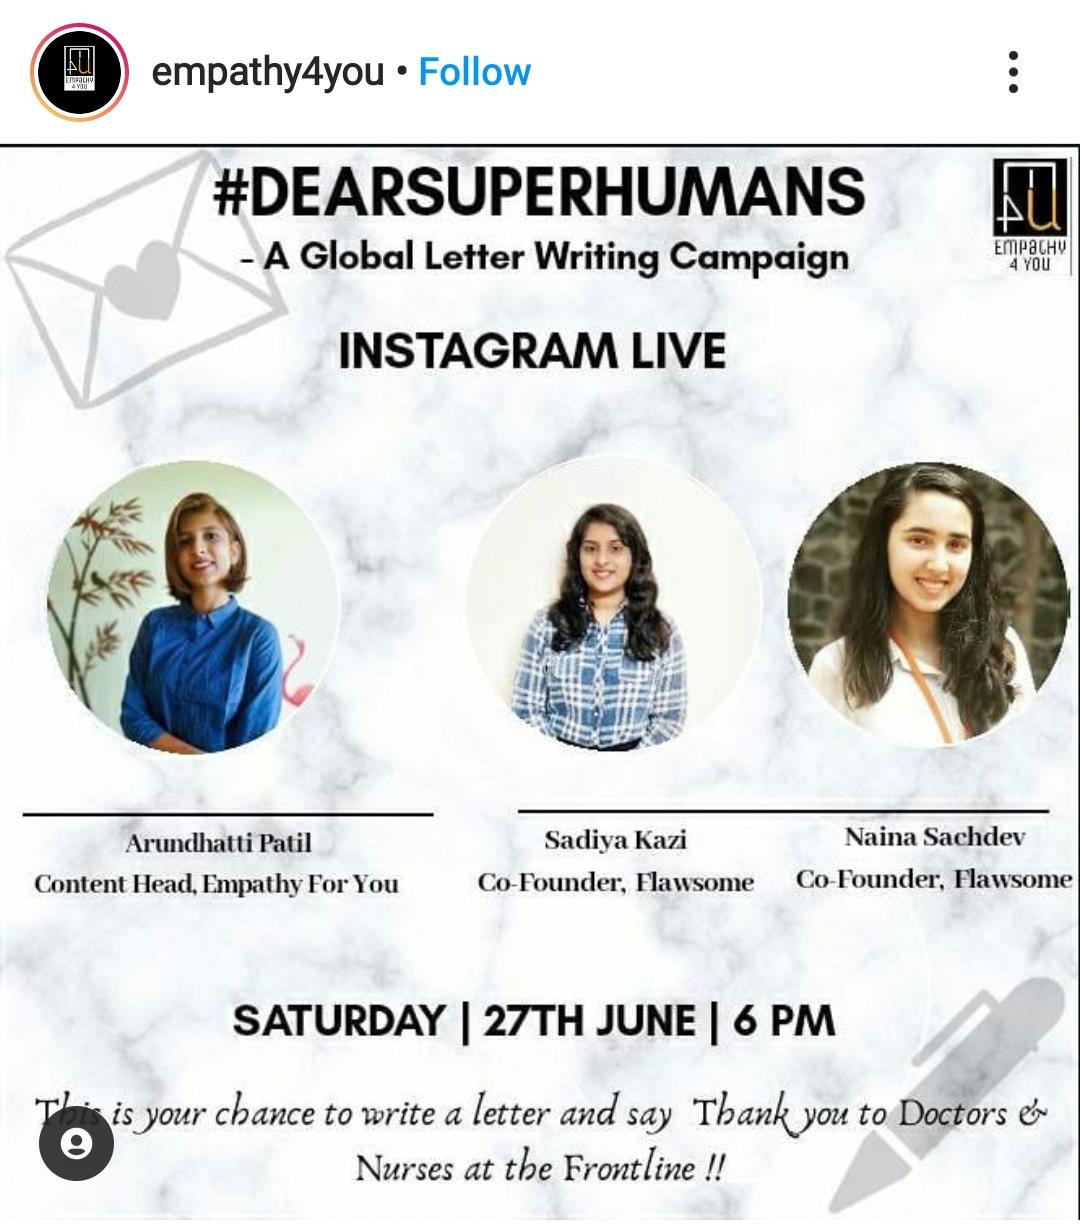 empathy4you • Follow
#DEARSUPERHUMANS
- A Global Letter Writing Campaign
4U
EMPATHY
4 YOU
INSTAGRAM LIVE
Arundhatti Patil
Content Head, Empathy For You
Sadiya Kazi
Co-Founder, Flawsome
Naina Sachdev
Co-Founder, Flawsome
SATURDAY | 27TH JUNE | 6 PM
This is your chance to write a letter and say Thank you to Doctors &
Nurses at the Frontline !!